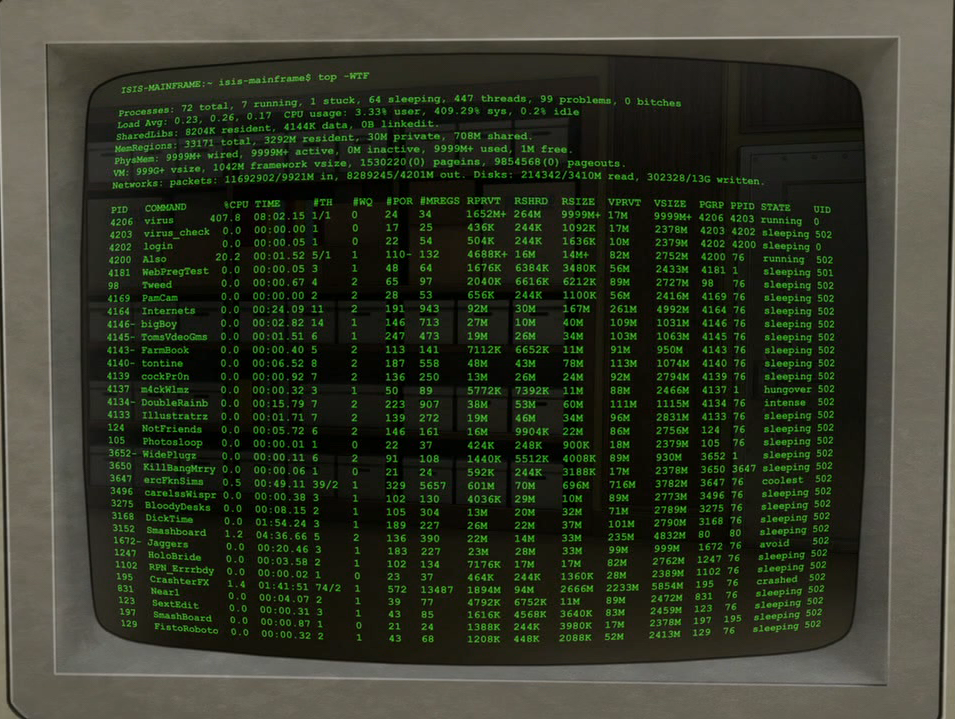 ISIS-MAINFRAME:~ isis-mainframe$ top -WTF
Processes: 72 total, 7 running, 1 stuck, 64 sleeping, 447 threads, 99 problems, 0 bitches
Load Avg: 0.23, 0.26, 0.17 CPU usage: 3.33% user, 409.29% sys, 0.2% idle
SharedLibs: 8204K resident, 4144K data, 0B linkedit.
MemRegions: 33171 total, 3292M resident, 30M private, 708M shared.
PhysMem: 9999M+ wired, 9999M+ active, 0M inactive, 9999M+ used, 1M free.
VM: 999G+ vsize, 1042M framework vsize, 1530220(0) pageins, 9854568(0) pageouts.
Networks: packets: 11692902/9921M in, 8289245/4201M out. Disks: 214342/3410M read, 302328/13G written.
PID COMMAND %CPU TIME #TH #WQ #POR #MREGS RPRVT RSHRD RSIZE VPRVT VSIZE PGRP PPID STATE UID
4206 virus 407.8 08:02.15 1/1 0 24 34 1652M+ 264M 9999M+ 17M 9999M+ 4206 4203 running 0
4203 virus_check 0.0 00:00.00 1 0 17 25 436K 244K 1092K 17M 2378M 4203 4202 sleeping 502
4202 login 0.0 00:00.05 1 0 22 54 504K 244K 1636K 10M 2379M 4202 4200 sleeping 0
4200 Also 20.2 00:01.52 5/1 1 110- 132 4688K+ 16M 14M+ 82M 2752M 4200 76 running 502
4181 WebPregTest 0.0 00:00.05 3 1 48 64 1676K 6384K 3480K 56M 2433M 4181 1 sleeping 501
98 Tweed 0.0 00:00.67 4 2 65 97 2040K 6616K 6212K 89M 2727M 98 76 sleeping 502
4169 PamCam 0.0 00:00.00 2 2 28 53 656K 244K 1100K 56M 2416M 4169 76 sleeping 502
4164 Internets 0.0 00:24.09 11 2 191 943 92M 30M 167M 261M 4992M 4164 76 sleeping 502
4146- bigBoy 0.0 00:02.82 14 1 146 713 27M 10M 40M 109M 1031M 4146 76 sleeping 502
4145- TomsVdeoGms 0.0 00:01.51 6 1 247 473 19M 26M 34M 103M 1063M 4145 76 sleeping 502
4143- FarmBook 0.0 00:00.40 5 2 113 141 7112K 6652K 11M 91M 950M 4143 76 sleeping 502
4140- tontine 0.0 00:06.52 8 2 187 558 48M 43M 78M 113M 1074M 4140 76 sleeping 502
4139 cockPr0n 0.0 00:00.92 7 2 136 250 13M 26M 24M 92M 2794M 4139 76 sleeping 502
4137 m4ckWlmz 0.0 00:00.32 3 1 50 89 5772K 7392K 11M 88M 2466M 4137 1 hungover 502
4134- DoubleRainb 0.0 00:15.79 7 2 223 907 38M 53M 60M 111M 1115M 4134 76 intense 502
4133 Illustratrz 0.0 00:01.71 7 2 139 272 19M 46M 34M 96M 2831M 4133 76 sleeping 502
124 NotFriends 0.0 00:05.72 6 2 146 161 16M 9904K 22M 86M 2756M 124 76 sleeping 502
105 Photosloop 0.0 00:00.01 1 0 22 37 424K 248K 900K 18M 2379M 105 76 sleeping 502
3652- WidePlugz 0.0 00:00.11 6 2 91 108 1440K 5512K 4008K 89M 930M 3652 1 sleeping 502
3650 KillBangMrry 0.0 00:00.06 1 0 21 24 592K 244K 3188K 17M 2378M 3650 3647 sleeping 502
3647 ercFknSims 0.5 00:49.11 39/2 1 329 5657 601M 70M 696M 716M 3782M 3647 76 coolest 502
3496 carelssWispr 0.0 00:00.38 3 1 102 130 4036K 29M 10M 89M 2773M 3496 76 sleeping 502
3275 BloodyDesks 0.0 00:08.15 2 1 105 304 13M 20M 32M 71M 2789M 3275 76 sleeping 502
3168 DickTime 0.0 01:54.24 3 1 189 227 26M 22M 37M 101M 2790M 3168 76 sleeping 502
3152 Smashboard 1.2 04:36.66 5 2 136 390 22M 14M 33M 235M 4832M 80 80 sleeping 502
1672- Jaggers 0.0 00:20.46 3 1 183 227 23M 28M 33M 99M 999M 1672 76 avoid 502
1247 HoloBride 0.0 00:03.58 2 1 102 134 7176K 17M 17M 82M 2762M 1247 76 sleeping 502
1102 RPN_Errrbdy 0.0 00:00.02 1 0 23 37 464K 244K 1360K 28M 2389M 1102 76 sleeping 502
195 CrashterFX 1.4 01:41:51 74/2 1 572 13487 1894M 94M 2666M 2233M 5854M 195 76 crashed 502
831 Nearl 0.0 00:04.07 2 1 39 77 4792K 6752K 11M 89M 2472M 831 76 sleeping 502
123 SextEdit 0.0 00:00.31 3 1 43 85 1616K 4568K 3640K 83M 2459M 123 76 sleeping 502
197 SmashBoard 0.0 00:00.87 1 0 21 24 1388K 244K 3980K 17M 2378M 197 195 sleeping 502
129 FistoRoboto 0.0 00:00.32 2 1 43 68 1208K 448K 2088K 52M 2413M 129 76 sleeping 502